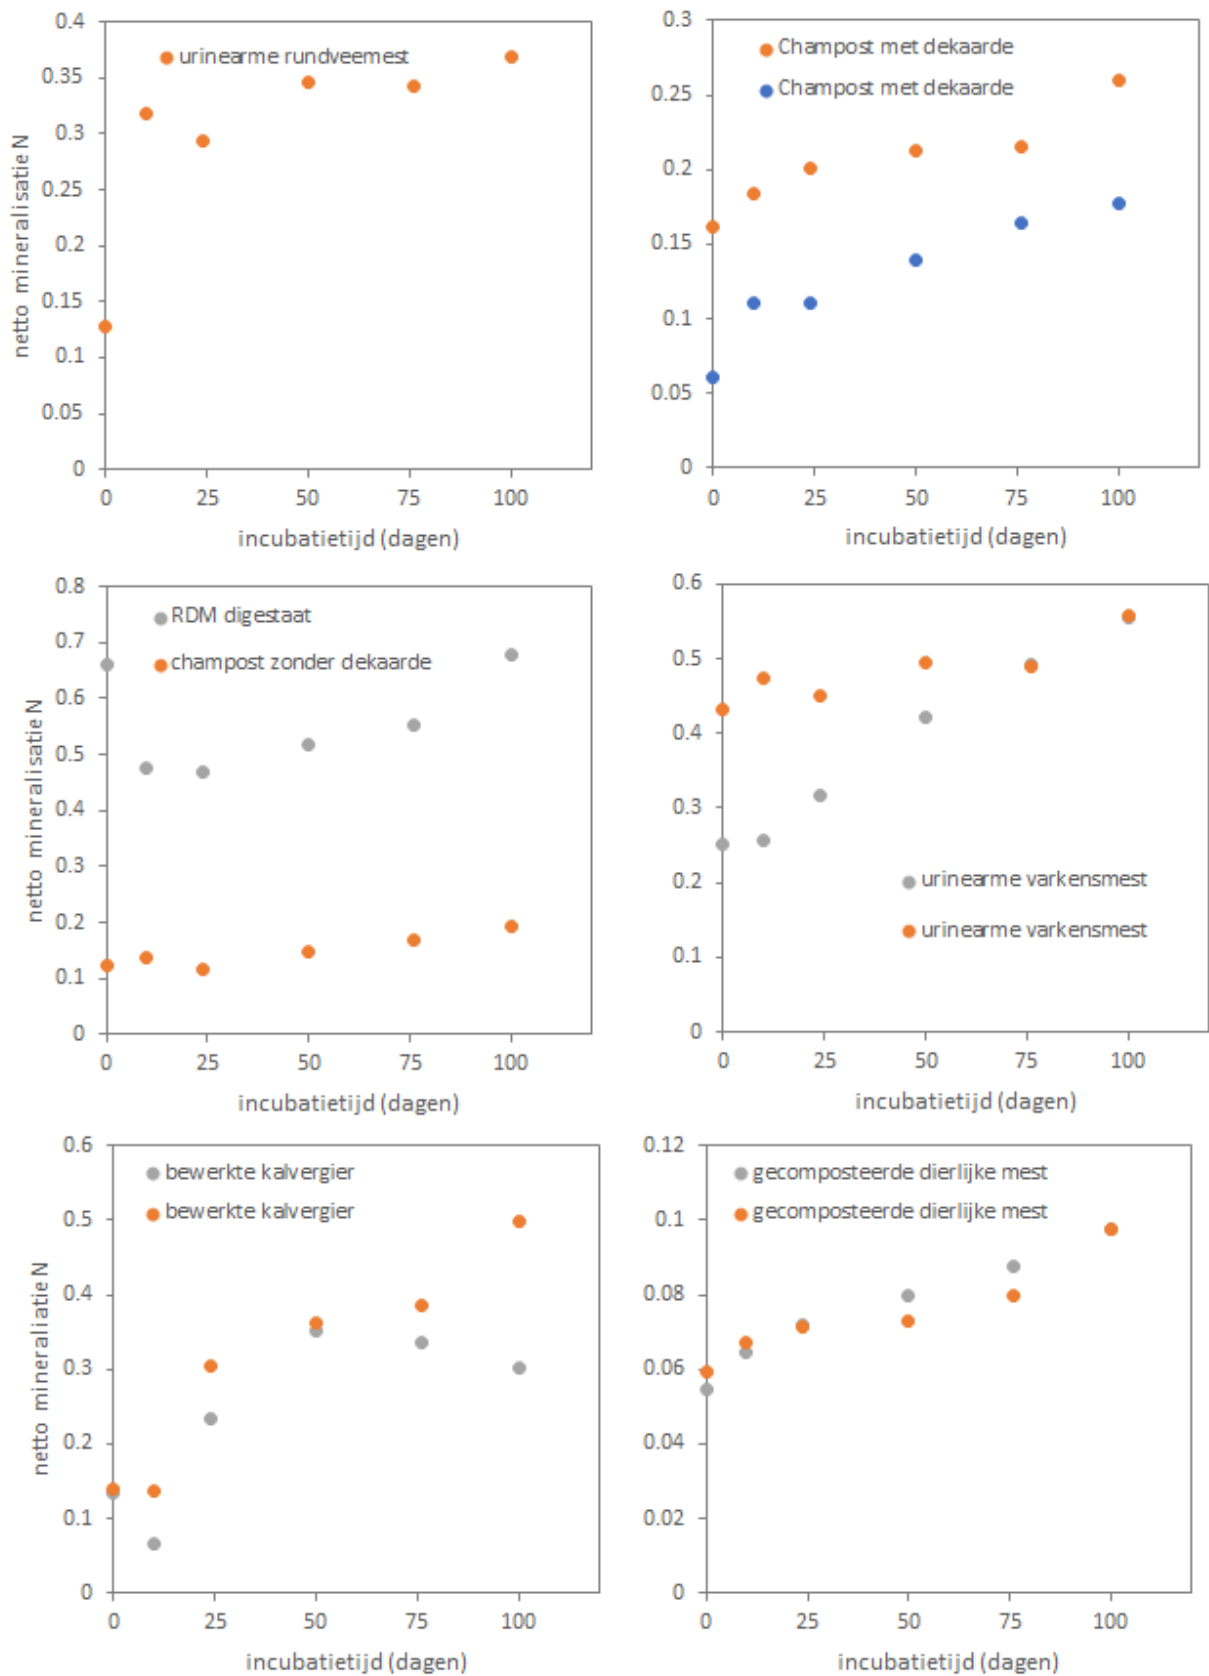 0.4
0.35
0.3
0.25
0.2
0.15
0.1
0.05
0
netto mineralisatie N
urinearme rundveemest
0 25 50 75 100
incubatietijd (dagen)
0.3
0.25
0.2
0.15
0.1
0.05
0
Champost met dekaarde
Champost met dekaarde
0 25 50 75 100
incubatietijd (dagen)
0.8
0.7
0.6
0.5
0.4
0.3
0.2
0.1
0
netto mineralisatie N
RDM digestaat
champost zonder dekaarde
0 25 50 75 100
incubatietijd (dagen)
0.6
0.5
0.4
0.3
0.2
0.1
0
urinearme varkensmest
urinearme varkensmest
0 25 50 75 100
incubatietijd (dagen)
0.6
0.5
0.4
0.3
0.2
0.1
0
netto mineraliatie N
bewerkte kalvergier
bewerkte kalvergier
0 25 50 75 100
incubatietijd (dagen)
0.12
0.1
0.08
0.06
0.04
0.02
0
gecomposteerde dierlijke mest
gecomposteerde dierlijke mest
0 25 50 75 100
incubatietijd (dagen)